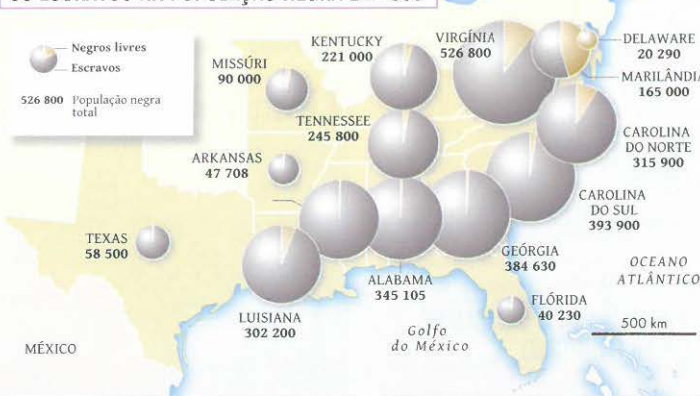 Negros livres
Escravos
526 800 População negra
total
KENTUCKY
221 000
VIRGÍNIA
526 800
DELAWARE
20 290
MISSÚRI
90 000
MARILÂNDIA
165 000
TENNESSEE
245 800
CAROLINA
DO NORTE
315 900
ARKANSAS
47 708
CAROLINA
DO SUL
393 900
TEXAS
58 500
GEÓRGIA
384 630
OCEANO
ATLÂNTICO
ALABAMA
345 105
FLÓRIDA
40 230
LUISIANA
302 200
500 km
Golfo
do México
MÉXICO